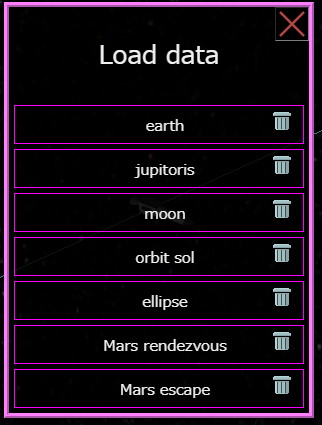 Load data
earth
jupitoris
moon
orbit sol
ellipse
Mars rendezvous
Mars escape